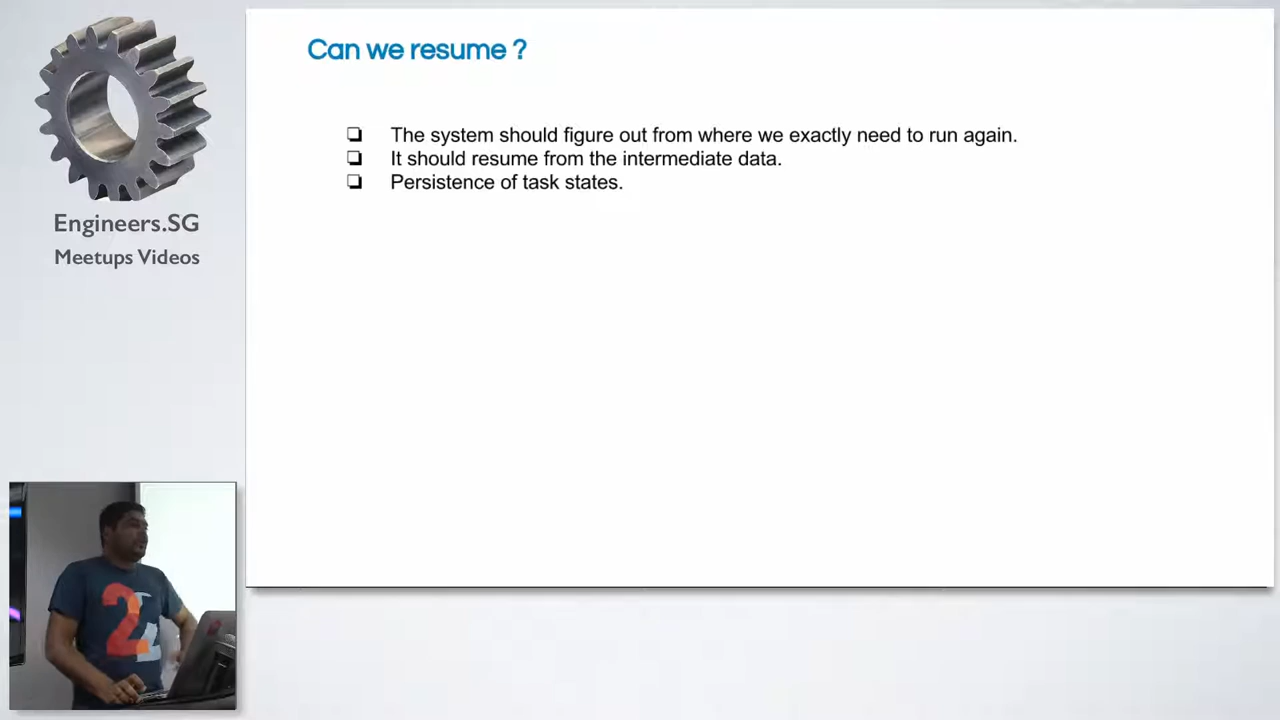 Can we resume ?
The system should figure out from where we exactly need to run again.
It should resume from the intermediate data.
Persistence of task states.
Engineers.SG
Meetups Videos
2